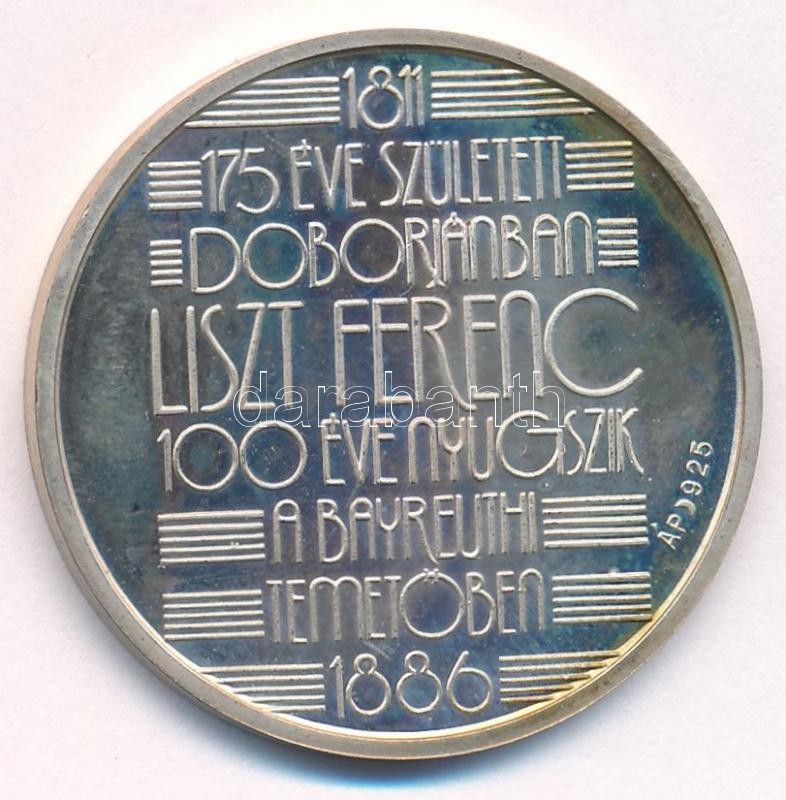 1811
175 ÉVE SZÜLETETT
DOBORJÁNBAN
LISZT FERENC
darabanth
100 ÉVE NYUGSZIK
A BAYREUTHI
TEMETŐBEN
1886
ÁP 925